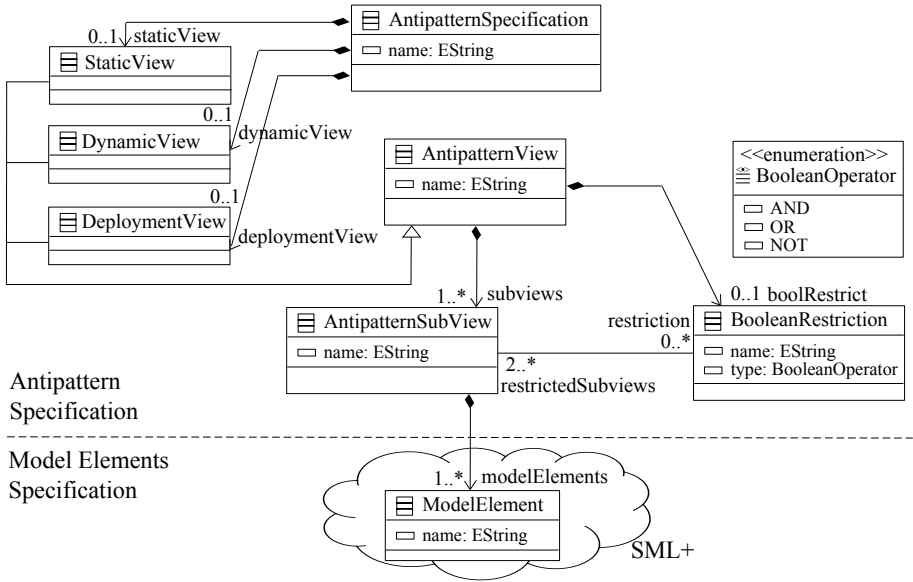 AntipatternSpecification
name: EString
0..1 staticView
StaticView
0..1
dynamicView
DynamicView
AntipatternView
name: EString
<<enumeration>>
BooleanOperator
AND
OR
NOT
0..1
DeploymentView
deploymentView
1..* subviews
0..1 boolRestrict
AntipatternSubView
name: EString
restriction
0..*
BooleanRestriction
name: EString
type: BooleanOperator
2..*
restrictedSubviews
Antipattern
Specification
Model Elements
Specification
1..* modelElements
ModelElement
name: EString
SML+